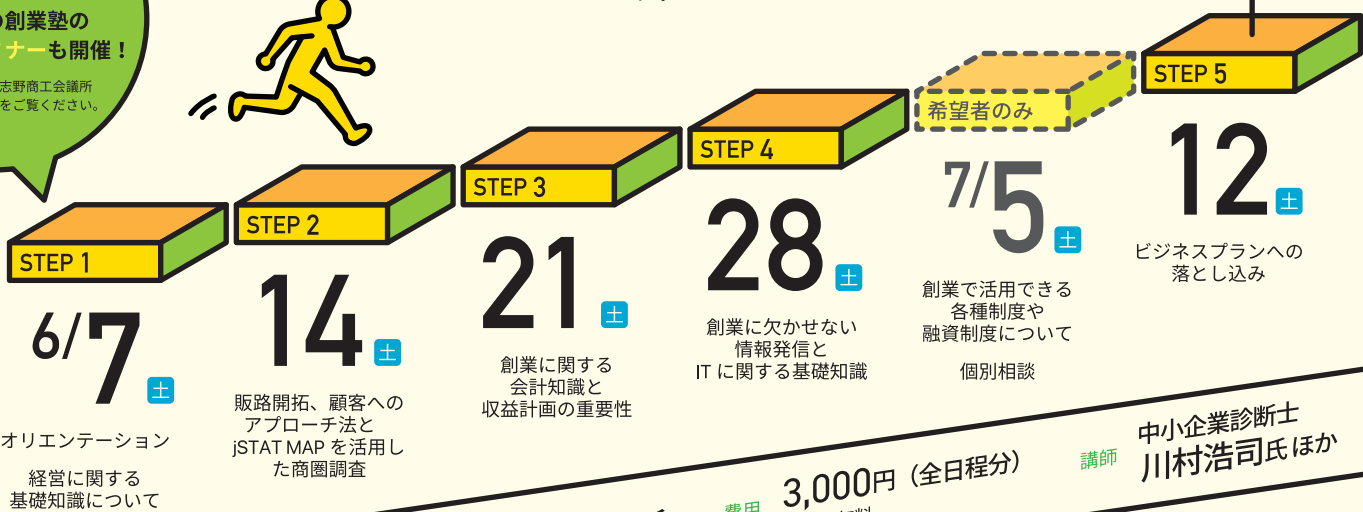 創業塾の
ナーも開催！
志野商工会議所
をご覧ください。
STEP 1
6/7 土
オリエンテーション
経営に関する
基礎知識について
STEP 2
14 土
販路開拓、顧客への
アプローチ法と
jSTAT MAP を活用し
た商圏調査
STEP 3
21 土
創業に関する
会計知識と
収益計画の重要性
STEP 4
28 土
創業に欠かせない
情報発信と
IT に関する基礎知識
希望者のみ
7/5 土
創業で活用できる
各種制度や
融資制度について
個別相談
STEP 5
12 土
ビジネスプランへの
落とし込み
費用
3,000円（全日程分）
講師
中小企業診断士
川村浩司氏ほか